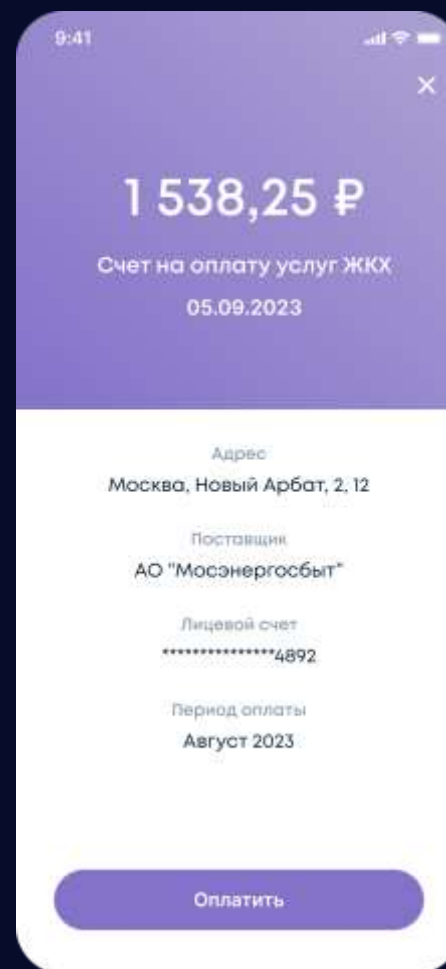 9:41
1 538,25 ₽
Счет на оплату услуг ЖКХ
05.09.2023
Адрес
Москва, Новый Арбат, 2, 12
Поставщик
АО "Мосэнергосбыт"
Лицевой счет
***************4892
Период оплаты
Август 2023
Оплатить